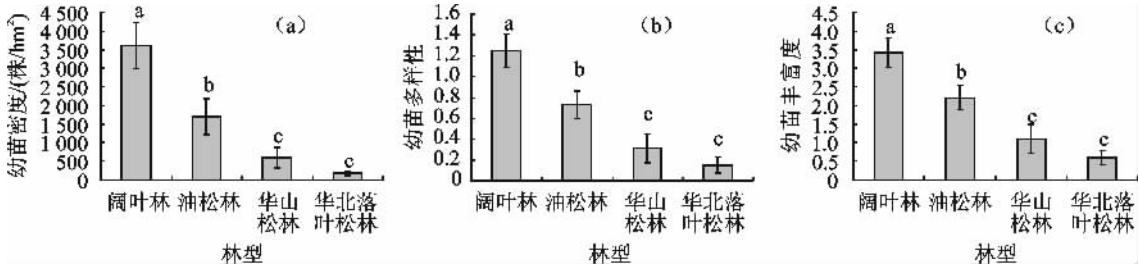 幼苗密度/(株/hm²)
4 500
4 000
3 500
3 000
2 500
2 000
1 500
1 000
500
0
(a)
a
b
c
c
阔叶林
油松林
华山
松林
华北落
叶松林
林型
幼苗多样性
1.6
1.4
1.2
1.0
0.8
0.6
0.4
0.2
0
(b)
a
b
c
c
阔叶林
油松林
华山
松林
华北落
叶松林
林型
幼苗丰富度
4.5
4.0
3.5
3.0
2.5
2.0
1.5
1.0
0.5
0
(c)
a
b
c
c
阔叶林
油松林
华山
松林
华北落
叶松林
林型